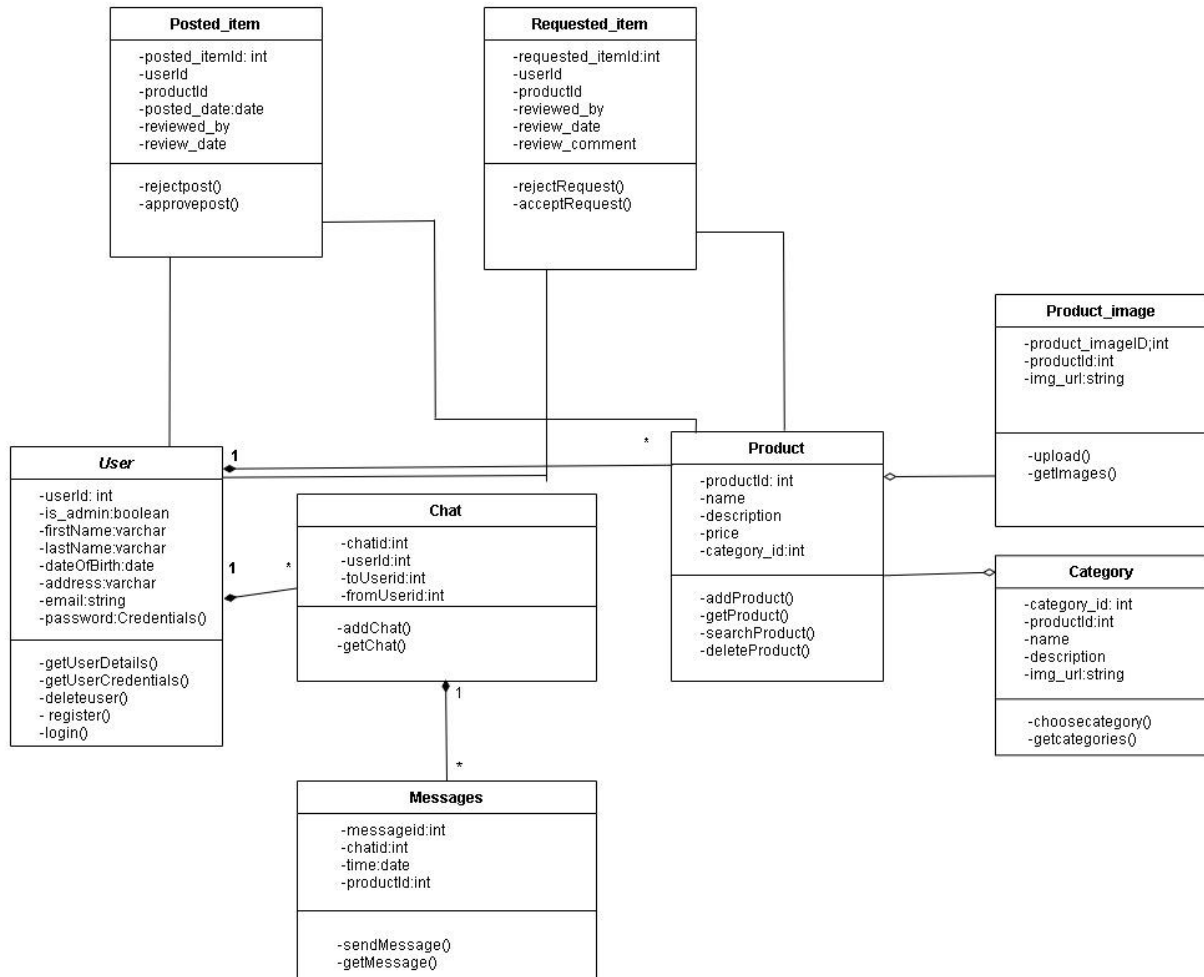 Posted_item
-posted_itemId: int
-userId
-productId
-posted_date:date
-reviewed_by
-review_date
-rejectpost()
-approvepost()
Requested_item
-requested_itemId:int
-userId
-productId
-reviewed_by
-review_date
-review_comment
-rejectRequest()
-acceptRequest()
Product_image
-product_imageID;int
-productId:int
-img_url:string
-upload()
-getImages()
User
-userId: int
-is_admin:boolean
-firstName:varchar
-lastName:varchar
-dateOfBirth:date
-address:varchar
-email:string
-password:Credentials()
-getUserDetails()
-getUserCredentials()
-deleteuser()
- register()
-login()
1
*
1
*
Chat
-chatid:int
-userId:int
-toUserid:int
-fromUserid:int
-addChat()
-getChat()
Product
-productId: int
-name
-description
-price
-category_id:int
-addProduct()
-getProduct()
-searchProduct()
-deleteProduct()
Category
-category_id: int
-productId:int
-name
-description
-img_url:string
-choosecategory()
-getcategories()
1
*
Messages
-messageid:int
-chatid:int
-time:date
-productId:int
-sendMessage()
-getMessage()